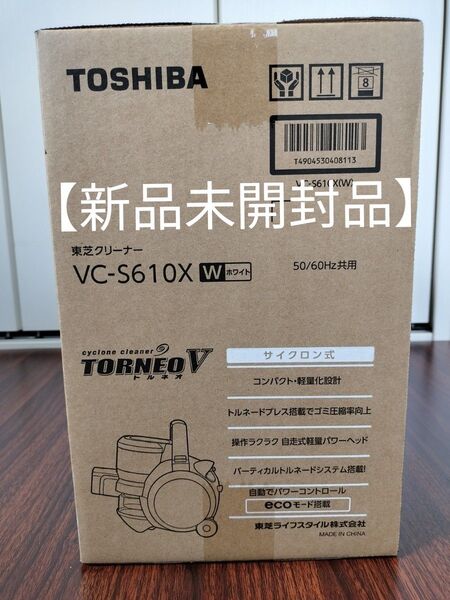 TOSHIBA
8
T4904530408113
VC-S610X(W)
【新品未開封品】
東芝クリーナー
VC-S610X W ホワイト
50/60Hz共用
cyclone cleaner
TORNEO V
トルネオ
サイクロン式
コンパクト・軽量化設計
トルネードプレス搭載でゴミ圧縮率向上
操作ラクラク 自走式軽量パワーヘッド
バーティカルトルネードシステム搭載!
自動でパワーコントロール
ecoモード搭載
東芝ライフスタイル株式会社
MADE IN CHINA